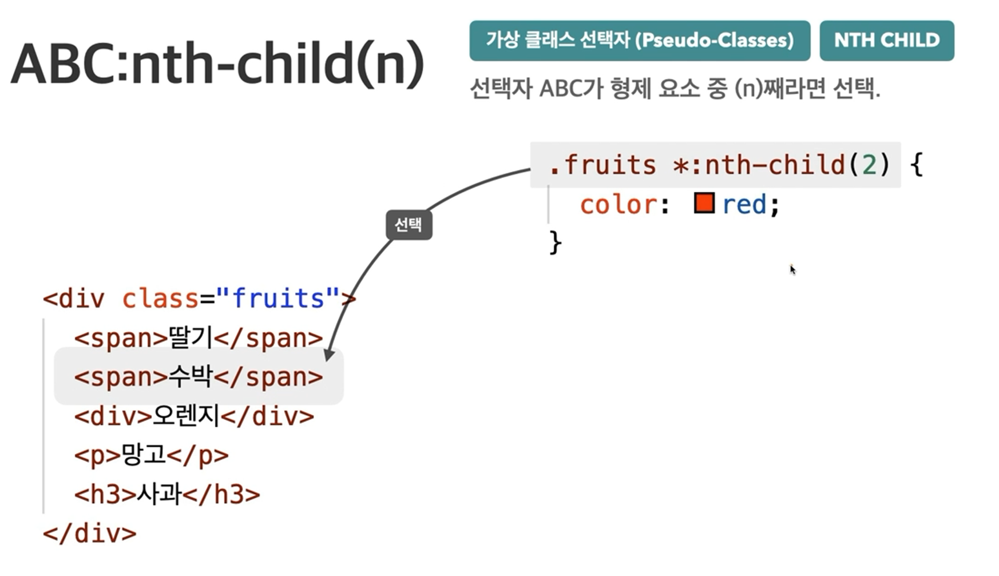 ABC:nth-child(n)
가상 클래스 선택자 (Pseudo-Classes)
NTH CHILD
선택자 ABC가 형제 요소 중 (n)째라면 선택.
.fruits *:nth-child(2) {
color: red;
}
선택
<div class="fruits">
<span>딸기</span>
<span>수박</span>
<div>오렌지</div>
<p>망고</p>
<h3>사과</h3>
</div>